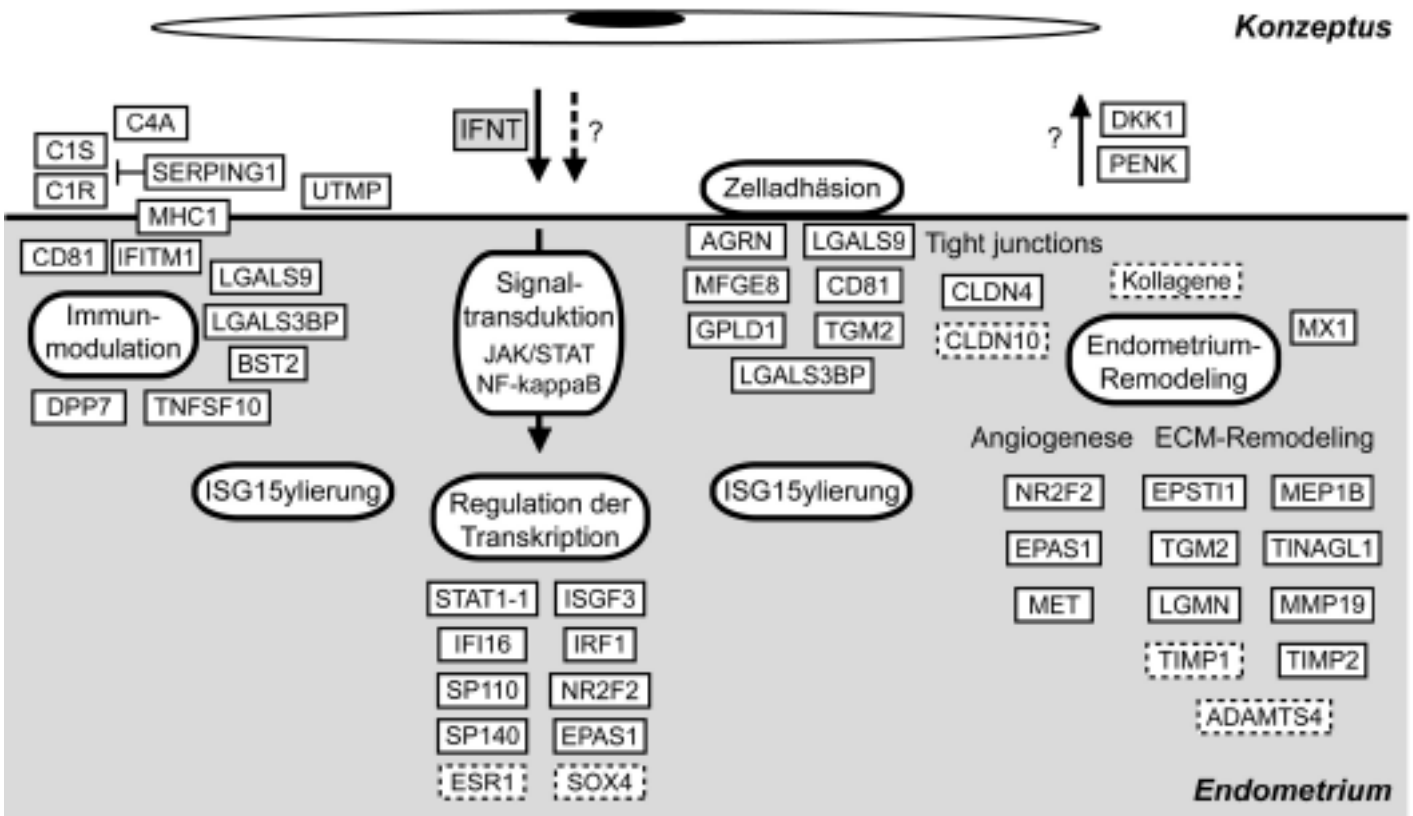 Konzeptus
C4A
C1S
SERPING1
C1R
UTMP
MHC1
IFNT
?
?
DKK1
PENK
CD81
IFITM1
LGALS9
LGALS3BP
BST2
Immun-
modulation
DPP7
TNFSF10
ISG15ylierung
Signal-
transduktion
JAK/STAT
NF-kappaB
Regulation der
Transkription
STAT1-1
ISGF3
IFI16
IRF1
SP110
NR2F2
SP140
EPAS1
ESR1
SOX4
Zelladhäsion
AGRN
LGALS9
MFGE8
CD81
GPLD1
TGM2
LGALS3BP
ISG15ylierung
Tight junctions
CLDN4
CLDN10
Kollagene
MX1
Endometrium-
Remodeling
Angiogenese
ECM-Remodeling
NR2F2
EPSTI1
MEP1B
EPAS1
TGM2
TINAGL1
MET
LGMN
MMP19
TIMP1
TIMP2
ADAMTS4
Endometrium